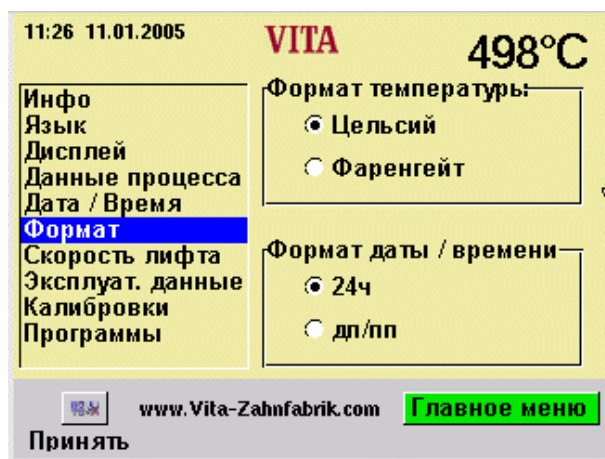 11:26 11.01.2005
VITA
498°C
Инфо
Язык
Дисплей
Данные процесса
Дата / Время
Формат
Скорость лифта
Эксплуат. данные
Калибровки
Программы
Формат температуры
Цельсий
Фаренгейт
Формат даты / времени
24ч
дп/пп
www.Vita-Zahnfabrik.com
Главное меню
Принять